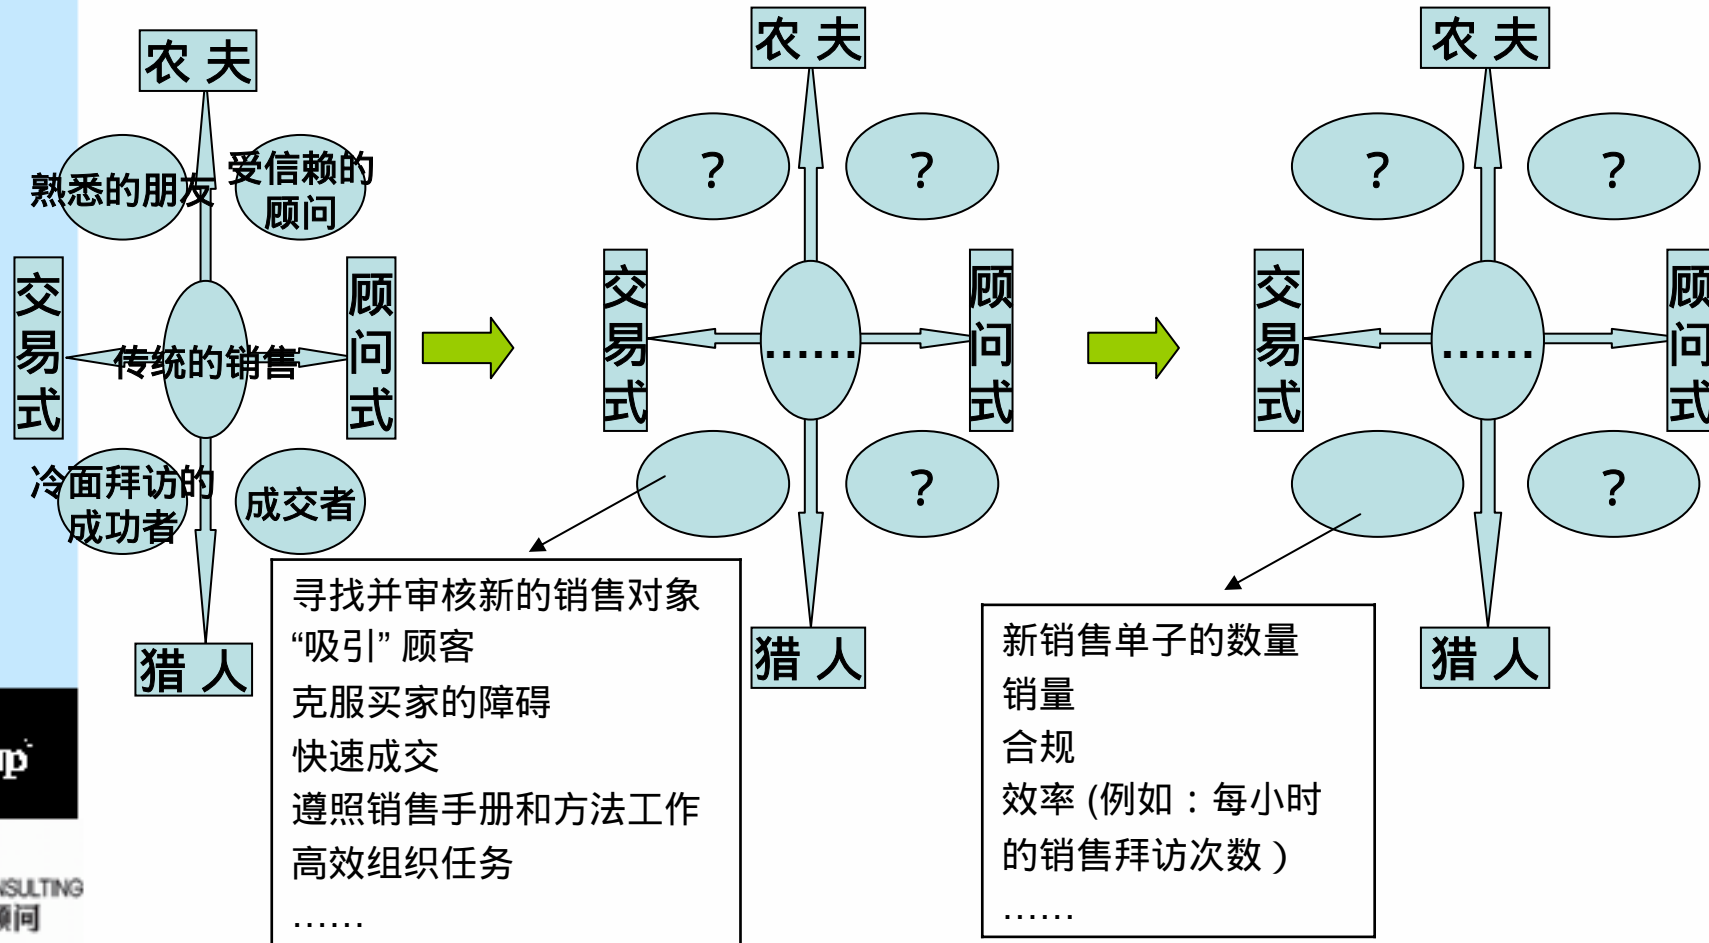 农 夫
熟悉的朋友
受信赖的
顾问
交易式
传统的销售
顾问式
冷面拜访的
成功者
成交者
猎 人
农 夫
?
?
交易式
......
顾问式
?
猎 人
寻找并审核新的销售对象
“吸引” 顾客
克服买家的障碍
快速成交
遵照销售手册和方法工作
高效组织任务
......
农 夫
?
?
交易式
......
顾问式
?
猎 人
新销售单子的数量
销量
合规
效率 (例如：每小时
的销售拜访次数 )
......
up
NSULTING
顾问